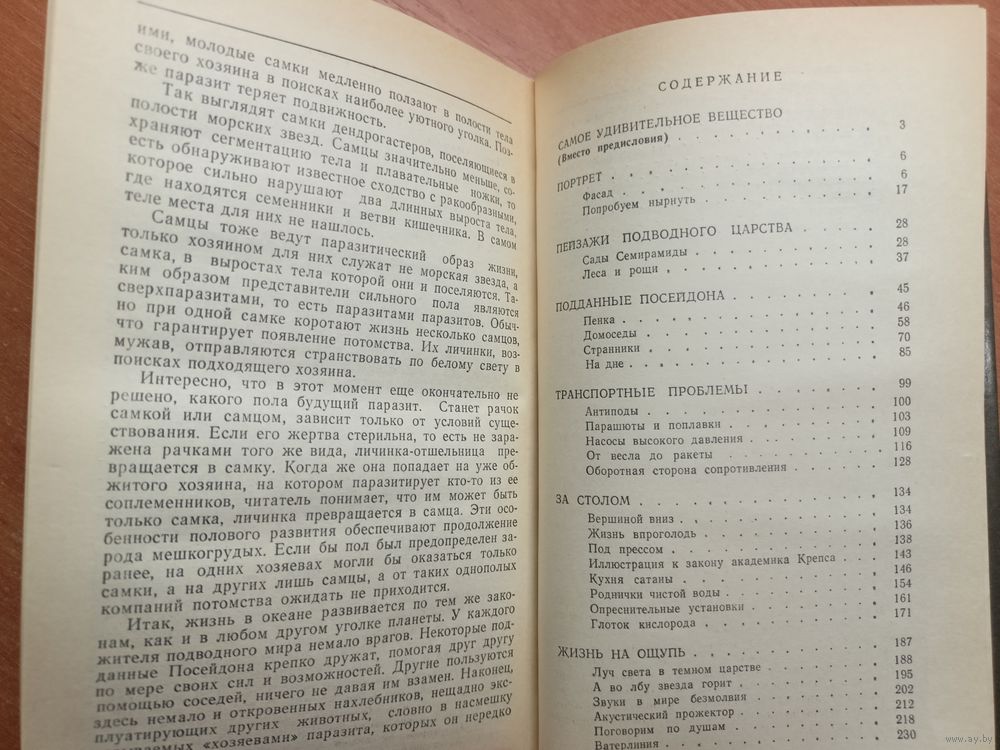 ими, молодые самки медленно ползают в полости тела
своего хозяина в поисках наиболее уютного уголка. Поз-
же паразит теряет подвижность.
Так выглядят самки дендрогастеров, поселяющиеся в
полости морских звезд. Самцы значительно меньше, со-
храняют сегментацию тела и плавательные ножки, то
есть обнаруживают известное сходство с ракообразными,
которое сильно нарушают два длинных выроста тела,
где находятся семенники и ветви кишечника. В самом
теле места для них не нашлось.
Самцы тоже ведут паразитический образ жизни,
только хозяином для них служат не морская звезда, а
самка, в выростах тела которой они и поселяются. Та-
ким образом представители сильного пола являются
сверхпаразитами, то есть паразитами паразитов. Обыч-
но при одной самке коротают жизнь несколько самцов,
что гарантирует появление потомства. Их личинки, воз-
мужав, отправляются странствовать по белому свету в
поисках подходящего хозяина.
Интересно, что в этот момент еще окончательно не
решено, какого пола будущий паразит. Станет рачок
самкой или самцом, зависит только от условий суще-
ствования. Если его жертва стерильна, то есть не зара-
жена рачками того же вида, личинка-отшельница пре-
вращается в самку. Когда же она попадает на уже об-
житого хозяина, на котором паразитирует кто-то из ее
соплеменников, читатель понимает, что им может быть
только самка, личинка превращается в самца. Эти осо-
бенности полового развития обеспечивают продолжение
рода мешкогрудых. Если бы пол был предопределен за-
ранее, на одних хозяевах могли бы оказаться только
самки, а на других лишь самцы, а от таких однополых
компаний потомства ожидать не приходится.
Итак, жизнь в океане развивается по тем же зако-
нам, как и в любом другом уголке планеты. У каждого
жителя подводного мира немало врагов. Некоторые под-
данные Посейдона крепко дружат, помогая друг другу
по мере своих сил и возможностей. Другие пользуются
помощью соседей, ничего не давая им взамен. Наконец,
здесь немало и откровенных нахлебников, нещадно экс-
плуатирующих других животных, словно в насмешку
«хозяевами» паразита, которых он нередко
СОДЕРЖАНИЕ
САМОЕ УДИВИТЕЛЬНОЕ ВЕЩЕСТВО
(Вместо предисловия) . . . . . . . . 3
ПОРТРЕТ . . . . . . . . 6
Фасад . . . . . . . . 6
Попробуем нырнуть . . . . . . . . 17
ПЕЙЗАЖИ ПОДВОДНОГО ЦАРСТВА . . . . . 28
Сады Семирамиды . . . . . . . . 28
Леса и рощи . . . . . . . . 37
ПОДДАННЫЕ ПОСЕЙДОНА . . . . . . . . 45
Пенка . . . . . . . . 46
Домоседы . . . . . . . . 58
Странники . . . . . . . . 70
На дне . . . . . . . . 85
ТРАНСПОРТНЫЕ ПРОБЛЕМЫ . . . . . . . . 99
Антиподы . . . . . . . . 100
Парашюты и поплавки . . . . . . . . 103
Насосы высокого давления . . . . . . . . 109
От весла до ракеты . . . . . . . . 116
Оборотная сторона сопротивления . . . . . 128
ЗА СТОЛОМ . . . . . . . . 134
Вершиной вниз . . . . . . . . 134
Жизнь впроголодь . . . . . . . . 136
Под прессом . . . . . . . . 138
Иллюстрация к закону академика Крепса . . 143
Кухня сатаны . . . . . . . . 146
Роднички чистой воды . . . . . . . . 154
Опреснительные установки . . . . . . . . 161
Глоток кислорода . . . . . . . . 171
ЖИЗНЬ НА ОЩУПЬ . . . . . . . . 187
Луч света в темном царстве . . . . . . 188
А во лбу звезда горит . . . . . . . . 195
Звуки в мире безмолвия . . . . . . . . 202
Акустический прожектор . . . . . . . . 212
Поговорим по душам . . . . . . . . 218
Ватерлиния . . . . . . . . 230
www.ay.by